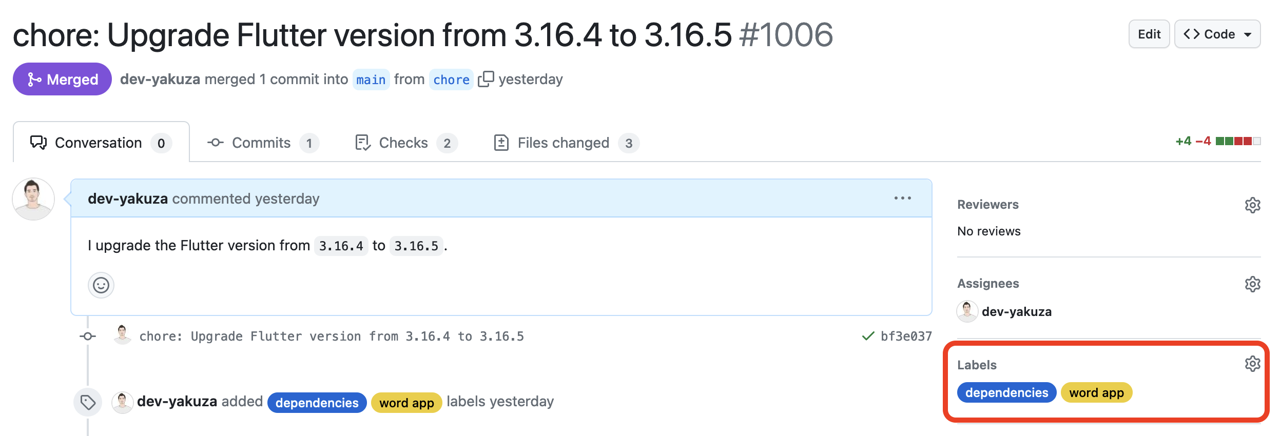 chore: Upgrade Flutter version from 3.16.4 to 3.16.5 #1006
Edit
<> Code
Merged
dev-yakuza merged 1 commit into main from chore yesterday
Conversation 0
Commits 1
Checks 2
Files changed 3
+4 −4
dev-yakuza commented yesterday
...
I upgrade the Flutter version from 3.16.4 to 3.16.5.
chore: Upgrade Flutter version from 3.16.4 to 3.16.5
bf3e037
dev-yakuza added dependencies word app labels yesterday
Reviewers
No reviews
Assignees
dev-yakuza
Labels
dependencies word app